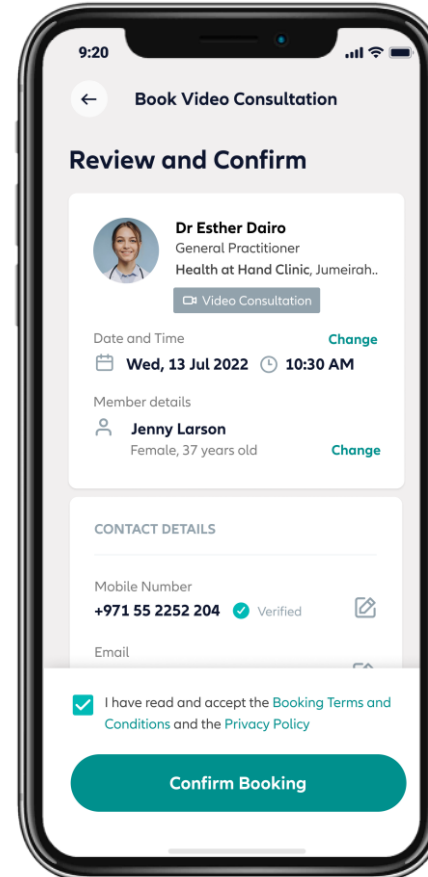 9:20
Book Video Consultation
Review and Confirm
Dr Esther Dairo
General Practitioner
Health at Hand Clinic, Jumeirah..
Video Consultation
Date and Time
Change
Wed, 13 Jul 2022 10:30 AM
Member details
Jenny Larson
Female, 37 years old
Change
CONTACT DETAILS
Mobile Number
+971 55 2252 204 Verified
Email
I have read and accept the Booking Terms and
Conditions and the Privacy Policy
Confirm Booking